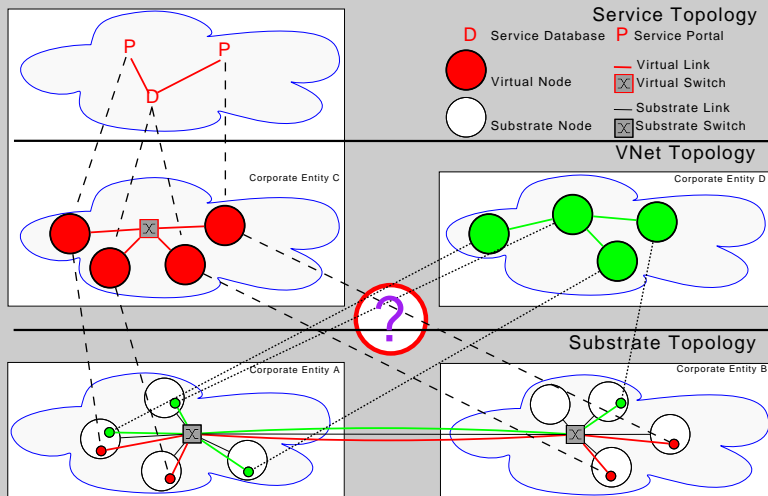 Service Topology
D Service Database P Service Portal
P P
D
Virtual Node
Virtual Link
Virtual Switch
Substrate Node
Substrate Link
Substrate Switch
VNet Topology
Corporate Entity C
Corporate Entity D
?
Substrate Topology
Corporate Entity A
Corporate Entity B